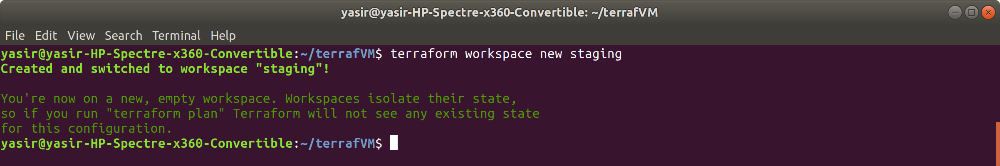 yasir@yasir-HP-Spectre-x360-Convertible: ~/terrafVM
File Edit View Search Terminal Help
yasir@yasir-HP-Spectre-x360-Convertible:~/terrafVM$ terraform workspace new staging
Created and switched to workspace "staging"!
You're now on a new, empty workspace. Workspaces isolate their state,
so if you run "terraform plan" Terraform will not see any existing state
for this configuration.
yasir@yasir-HP-Spectre-x360-Convertible:~/terrafVM$